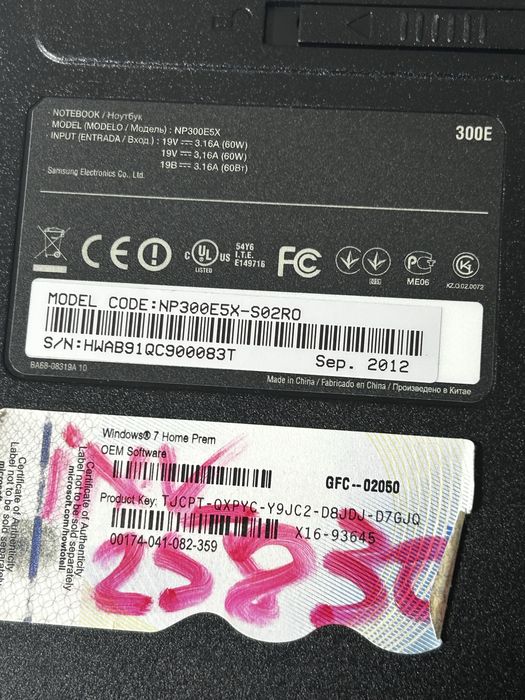 NOTEBOOK / Ноутбук
MODEL (MODELO / Модель) : NP300E5X
300E
INPUT (ENTRADA / Вход.) : 19V ⎓ 3.16A (60W)
19V ⎓ 3.16A (60W)
19В ⎓ 3.16A (60Вт)
Samsung Electronics Co., Ltd.
CE
C UL US
LISTED
54Y6
I.T.E.
E149716
FC
ME06
KZ.O.02.0072
MODEL CODE:NP300E5X-S02RO
S/N:HWAB91QC900083T
Sep. 2012
BA68-08319A 10
Made in China / Fabricado en China / Произведено в Китае
Windows® 7 Home Prem
OEM Software
GFC--02050
Product Key: TJCPT-QXPYC-Y9JC2-D8JDJ-D7GJQ
00174-041-082-359
X16-93645
Certificate of Authenticity
Label not to be sold separately
microsoft.com/howtotell
Certificate of Authenticity
Label not to be sold separately